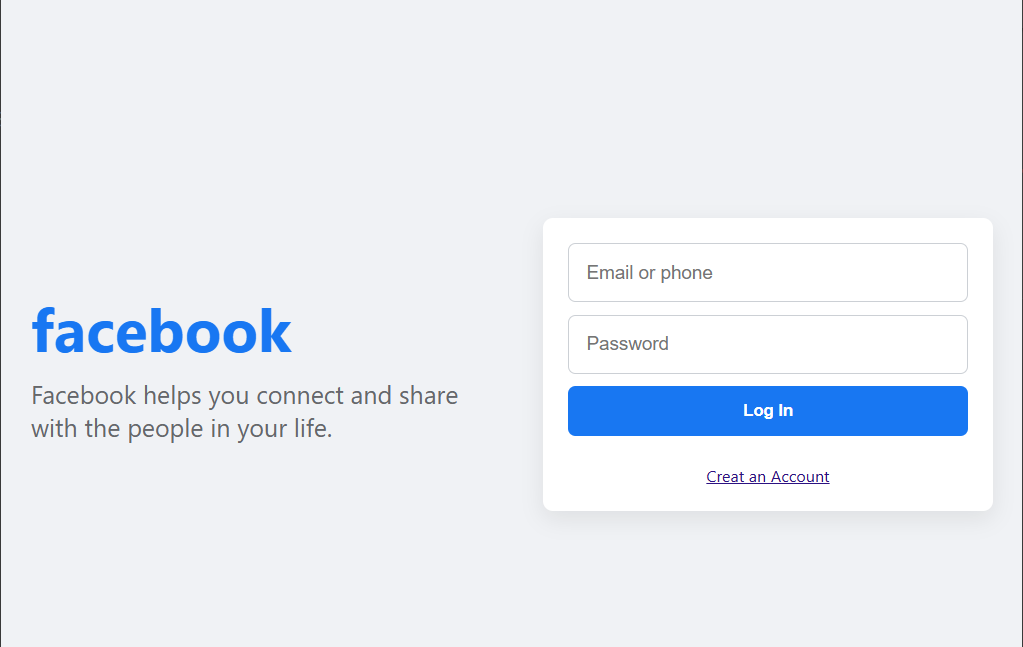 facebook
Facebook helps you connect and share
with the people in your life.
Email or phone
Password
Log In
Creat an Account